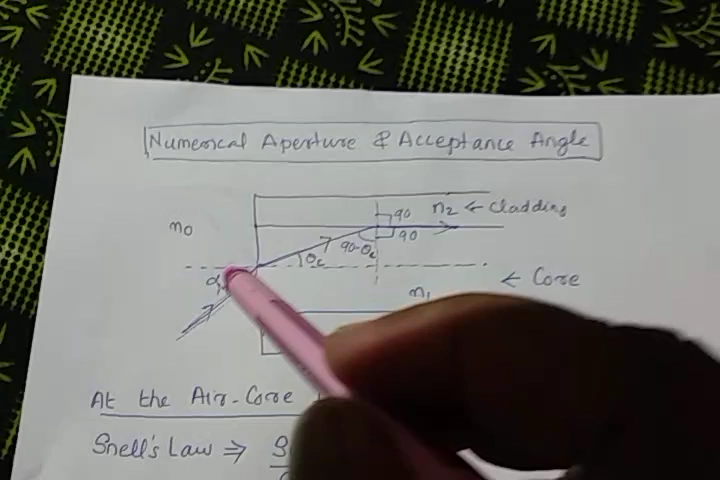 Numerical Aperture & Acceptance Angle
n0
n2 ← cladding
90
90
90-θc
θc
← Core
n1
At the Air-Core
Snell's Law ⇒